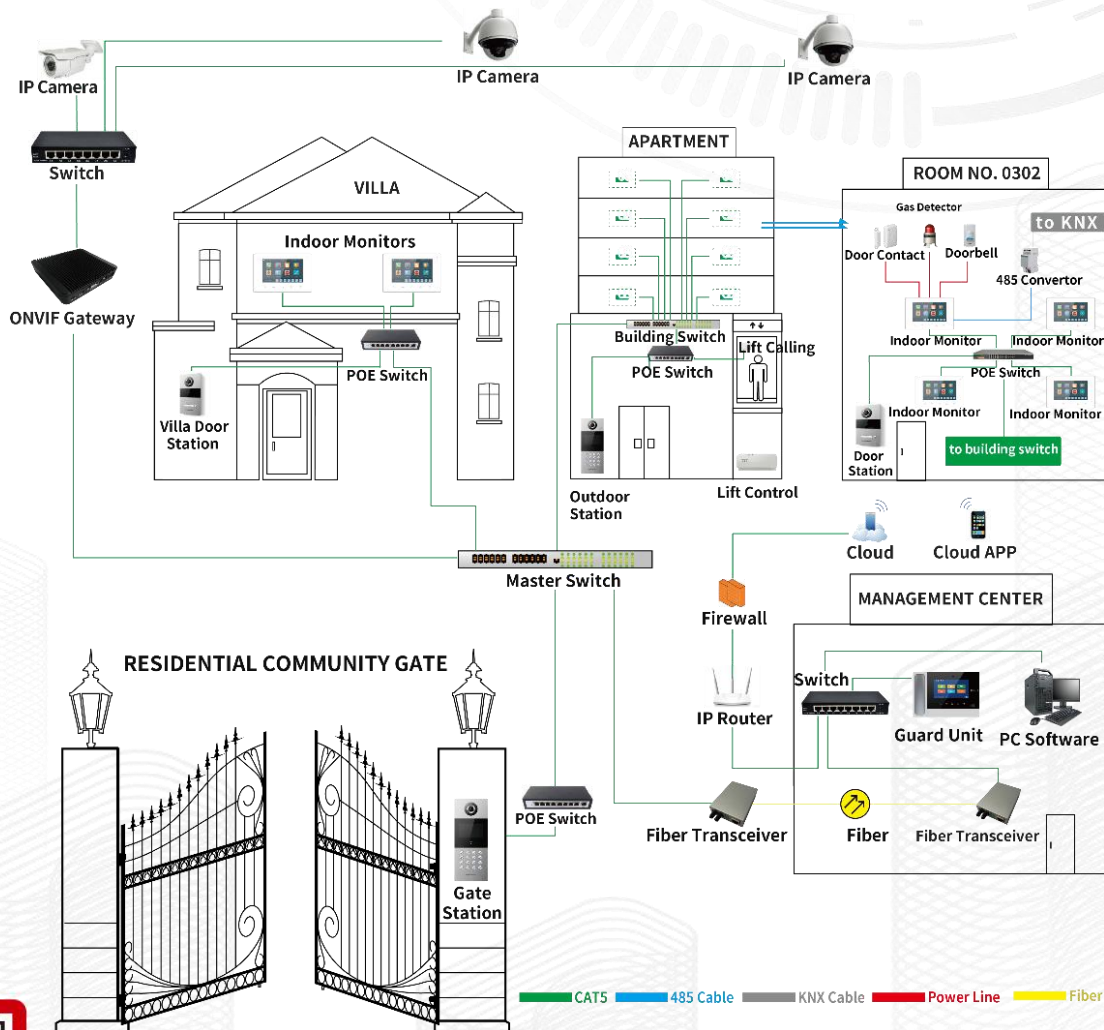 IP Camera
IP Camera
IP Camera
Switch
ONVIF Gateway
VILLA
Indoor Monitors
POE Switch
Villa Door
Station
APARTMENT
Building Switch
Lift Calling
POE Switch
Outdoor
Station
Lift Control
ROOM NO. 0302
Gas Detector
to KNX
Door Contact
Doorbell
485 Convertor
Indoor Monitor
Indoor Monitor
POE Switch
Indoor Monitor
Indoor Monitor
Door
Station
to building switch
Master Switch
Cloud
Cloud APP
Firewall
IP Router
MANAGEMENT CENTER
Switch
Guard Unit
PC Software
Fiber Transceiver
Fiber
Fiber Transceiver
RESIDENTIAL COMMUNITY GATE
POE Switch
Gate
Station
CAT5
485 Cable
KNX Cable
Power Line
Fiber